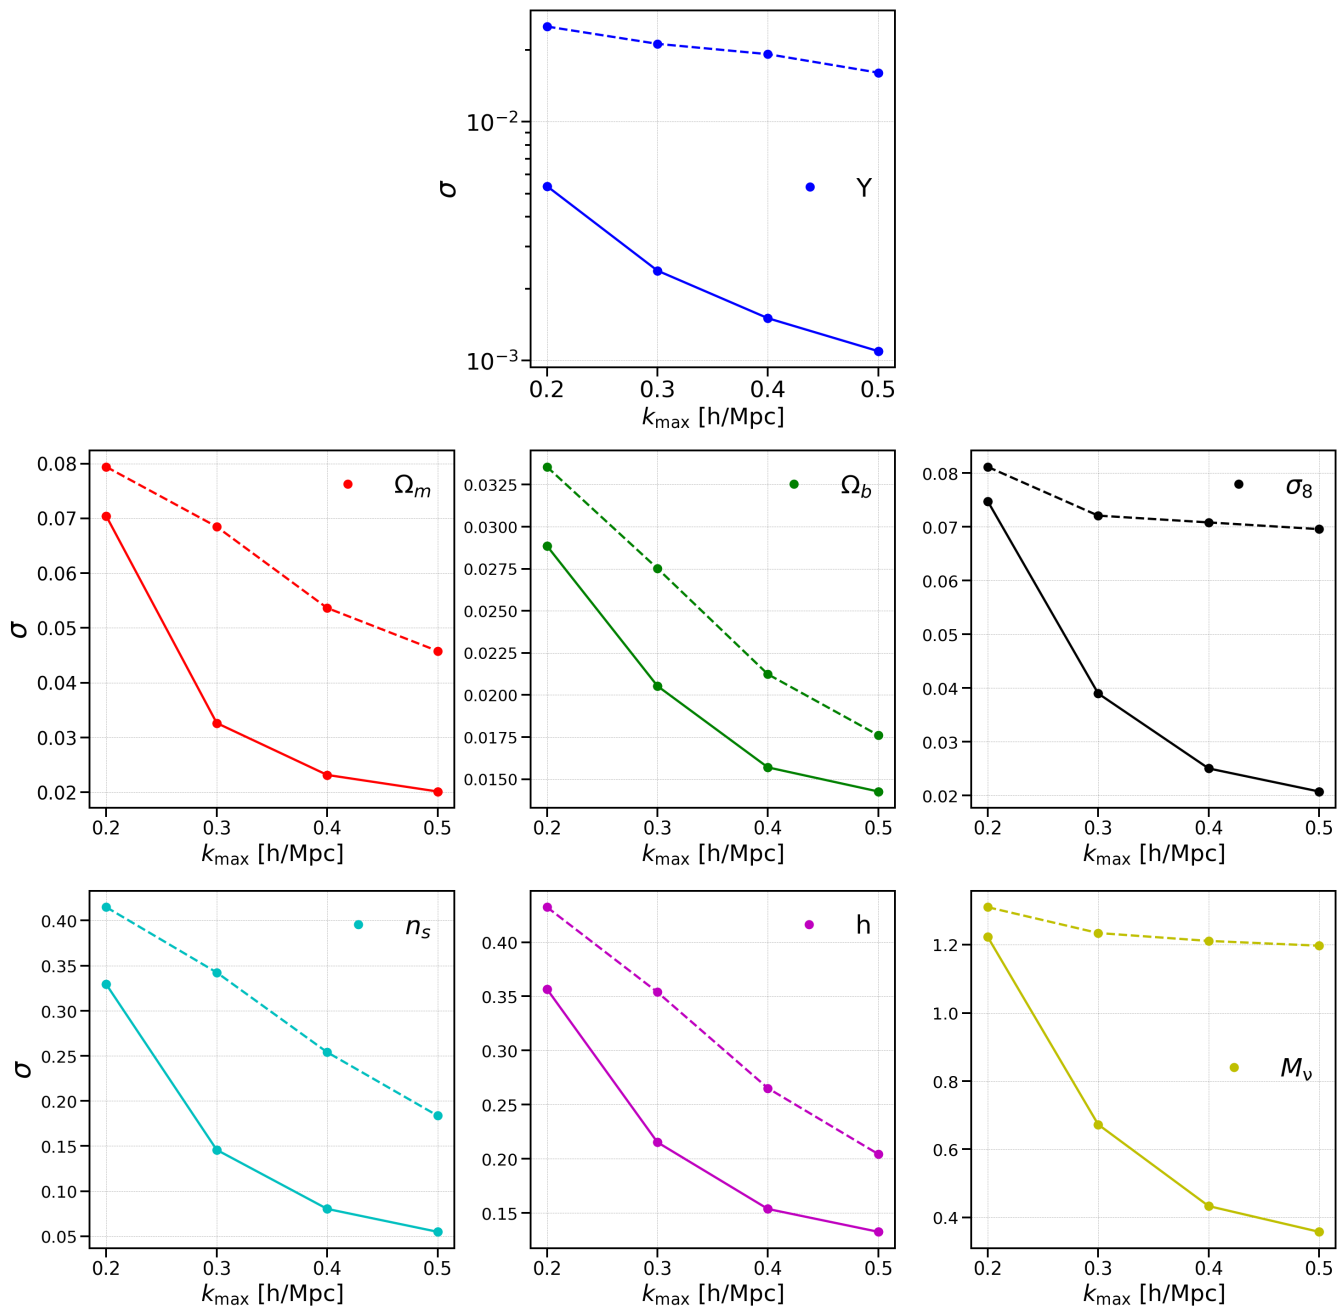 σ
10⁻²
10⁻³
Y
0.2 0.3 0.4 0.5
k_max [h/Mpc]
σ
0.08
0.07
0.06
0.05
0.04
0.03
0.02
Ω_m
0.2 0.3 0.4 0.5
k_max [h/Mpc]
0.0325
0.0300
0.0275
0.0250
0.0225
0.0200
0.0175
0.0150
Ω_b
0.2 0.3 0.4 0.5
k_max [h/Mpc]
0.08
0.07
0.06
0.05
0.04
0.03
0.02
σ_8
0.2 0.3 0.4 0.5
k_max [h/Mpc]
σ
0.40
0.35
0.30
0.25
0.20
0.15
0.10
0.05
n_s
0.2 0.3 0.4 0.5
k_max [h/Mpc]
0.40
0.35
0.30
0.25
0.20
0.15
h
0.2 0.3 0.4 0.5
k_max [h/Mpc]
1.2
1.0
0.8
0.6
0.4
M_ν
0.2 0.3 0.4 0.5
k_max [h/Mpc]